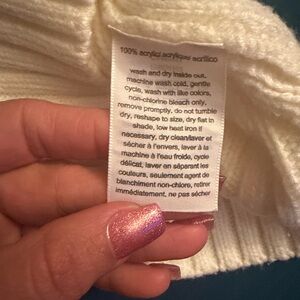 100% acrylic/ acrylique/ acrílico
wash and dry inside out,
machine wash cold, gentle
cycle, wash with like colors,
non-chlorine bleach only,
remove promptly, do not tumble
dry, reshape to size, dry flat in
shade, low heat iron if
necessary, dry clean/laver et
sécher à l'envers, laver à la
machine à l'eau froide, cycle
délicat, laver en séparant les
couleurs, seulement agent de
blanchiment non-chlore, retirer
immédiatement, ne pas sécher